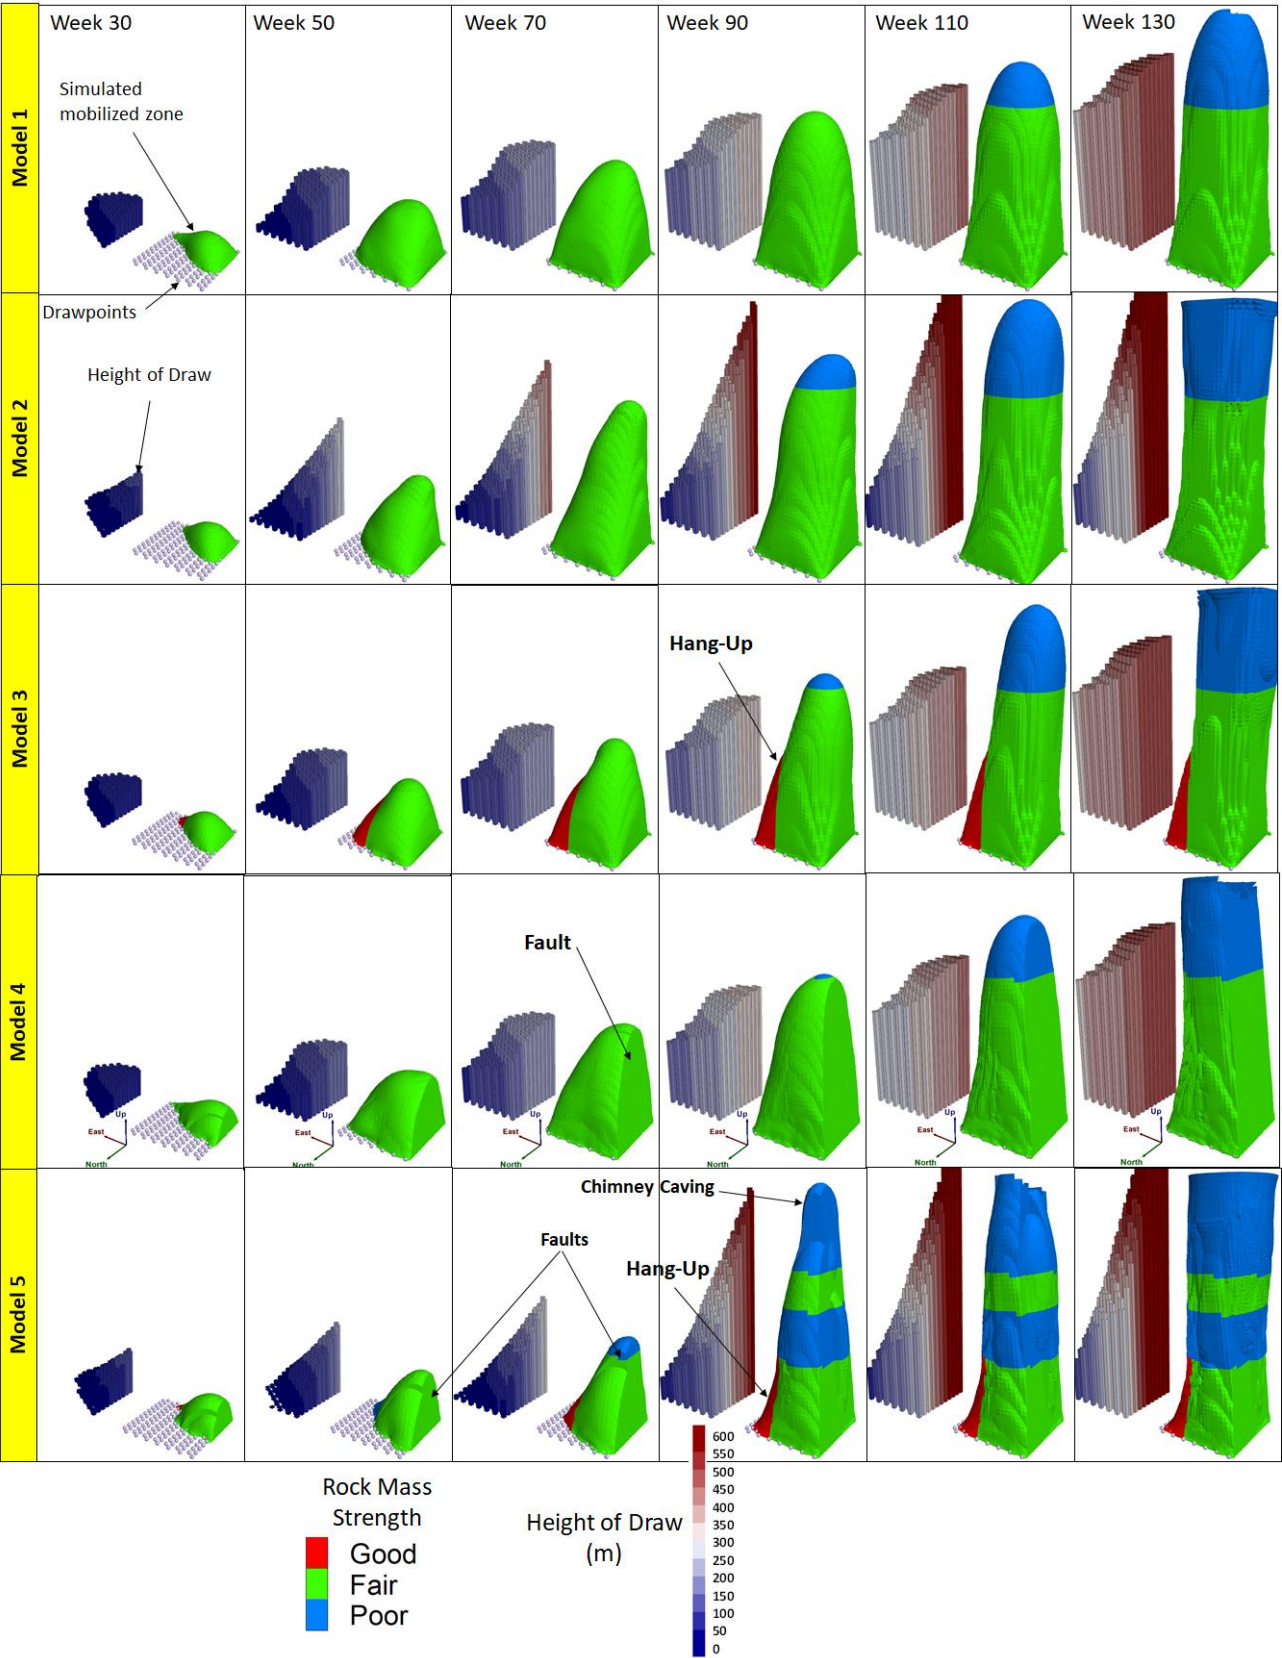 Week 30
Week 50
Week 70
Week 90
Week 110
Week 130
Model 1
Simulated
mobilized zone
Drawpoints
Model 2
Height of Draw
Model 3
Hang-Up
Model 4
Fault
Up
East
North
Up
East
North
Up
East
North
Up
East
North
Up
East
North
Up
East
North
Model 5
Chimney Caving
Faults
Hang-Up
Rock Mass
Strength
Good
Fair
Poor
Height of Draw
(m)
600
550
500
450
400
350
300
250
200
150
100
50
0